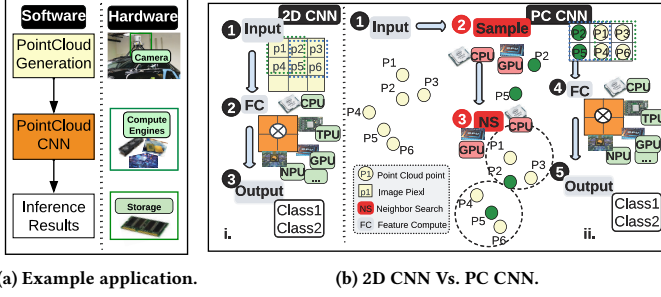 Software
Hardware
PointCloud
Generation
Camera
PointCloud
CNN
Compute
Engines
Inference
Results
Storage
(a) Example application.
2D CNN
1 Input
p1 p2 p3
p4 p5 p6
2 FC
CPU
TPU
GPU
NPU
...
3 Output
Class1
Class2
i.
PC CNN
1 Input
2 Sample
CPU
GPU
P2
P5
P1
P3
P2
P4
P5
P6
3 NS
GPU
CPU
P1
P3
P2
P4
P5
P6
P1 Point Cloud point
p1 Image Piexl
NS Neighbor Search
FC Feature Compute
P2 P1 P3
P5 P4 P6
4 FC
CPU
TPU
GPU
NPU
...
5 Output
Class1
Class2
ii.
(b) 2D CNN Vs. PC CNN.